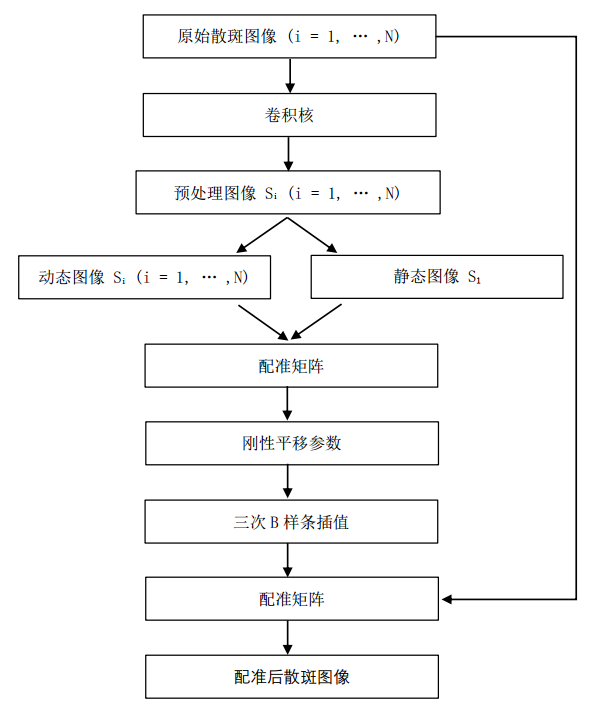 原始散斑图像 (i = 1, … ,N)
卷积核
预处理图像 Sᵢ (i = 1, … ,N)
动态图像 Sᵢ (i = 1, … ,N)
静态图像 S₁
配准矩阵
刚性平移参数
三次 B 样条插值
配准矩阵
配准后散斑图像